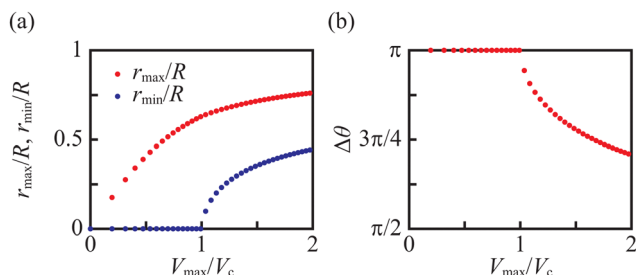 (a)
1
0.5
0
r_max/R, r_min/R
r_max/R
r_min/R
0
1
2
V_max/V_c
(b)
π
3π/4
π/2
Δθ
0
1
2
V_max/V_c